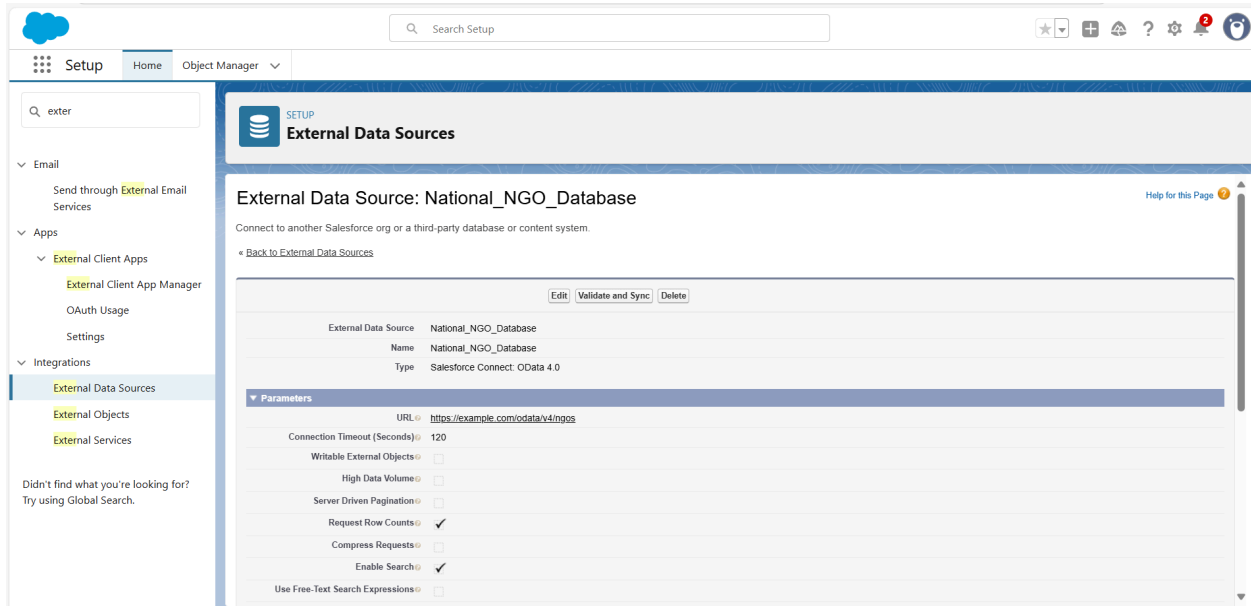 Search Setup
2
Setup
Home
Object Manager
exter
Email
Send through External Email
Services
Apps
External Client Apps
External Client App Manager
OAuth Usage
Settings
Integrations
External Data Sources
External Objects
External Services
Didn't find what you're looking for?
Try using Global Search.
SETUP
External Data Sources
External Data Source: National_NGO_Database
Help for this Page ?
Connect to another Salesforce org or a third-party database or content system.
« Back to External Data Sources
Edit Validate and Sync Delete
External Data Source National_NGO_Database
Name National_NGO_Database
Type Salesforce Connect: OData 4.0
Parameters
URL https://example.com/odata/v4/ngos
Connection Timeout (Seconds) 120
Writable External Objects
High Data Volume
Server Driven Pagination
Request Row Counts
Compress Requests
Enable Search
Use Free-Text Search Expressions